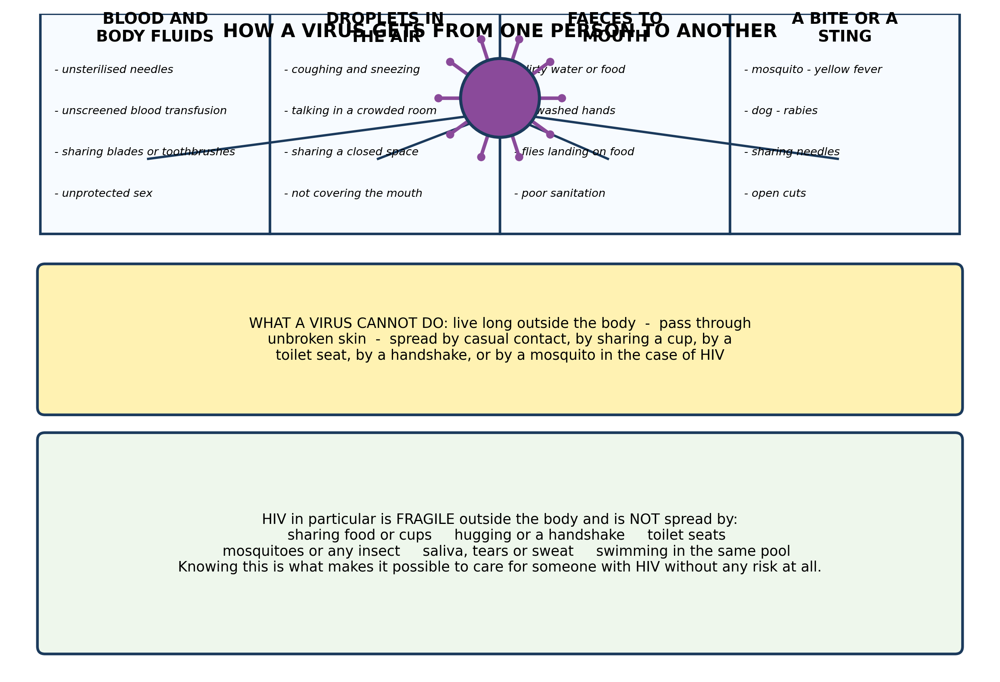 HOW A VIRUS GETS FROM ONE PERSON TO ANOTHER
BLOOD AND
BODY FLUIDS
- unsterilised needles
- unscreened blood transfusion
- sharing blades or toothbrushes
- unprotected sex
DROPLETS IN
THE AIR
- coughing and sneezing
- talking in a crowded room
- sharing a closed space
- not covering the mouth
FAECES TO
MOUTH
dirty water or food
washed hands
- flies landing on food
- poor sanitation
A BITE OR A
STING
- mosquito - yellow fever
- dog - rabies
- sharing needles
- open cuts
WHAT A VIRUS CANNOT DO: live long outside the body - pass through
unbroken skin - spread by casual contact, by sharing a cup, by a
toilet seat, by a handshake, or by a mosquito in the case of HIV
HIV in particular is FRAGILE outside the body and is NOT spread by:
sharing food or cups hugging or a handshake toilet seats
mosquitoes or any insect saliva, tears or sweat swimming in the same pool
Knowing this is what makes it possible to care for someone with HIV without any risk at all.